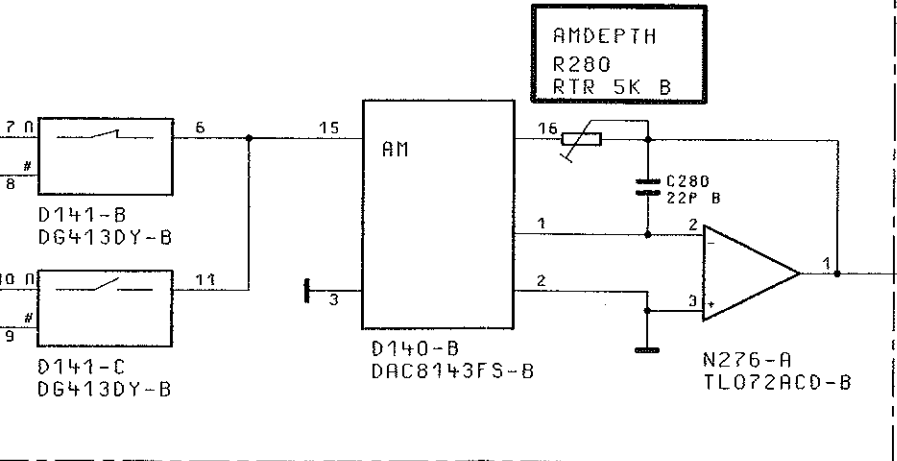 AMDEPTH
R280
RTR 5K B
7 n
6
15
16
AM
#
8
C280
22P B
D141-B
DG413DY-B
1
2
1
10 n
11
3
2
3
#
9
D141-C
DG413DY-B
D140-B
DAC8143FS-B
N276-A
TL072ACD-B
-
+